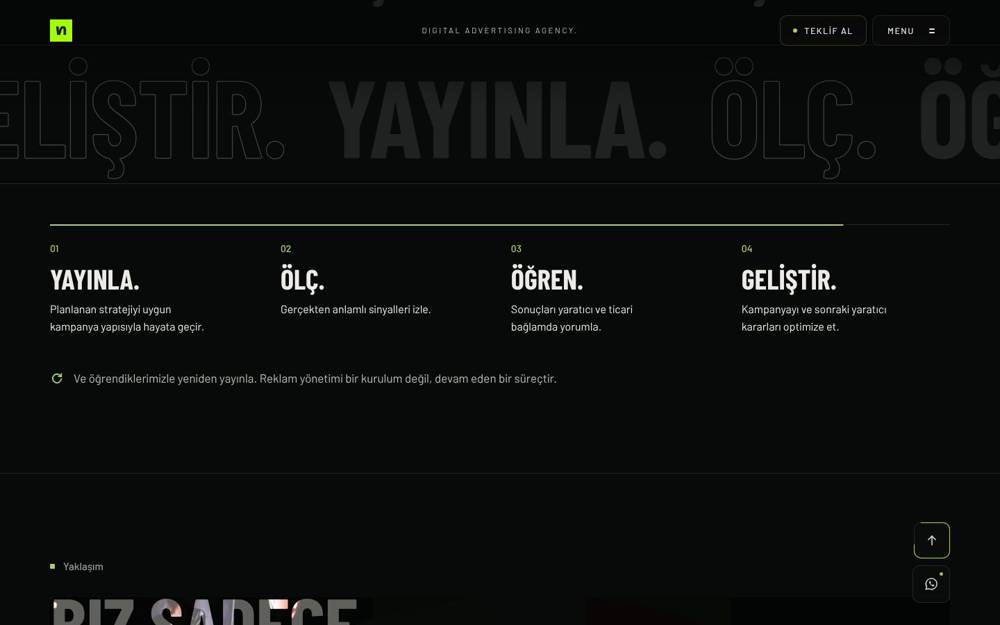 DIGITAL ADVERTISING AGENCY.
TEKLİF AL
MENU
ELİŞTİR. YAYINLA. ÖLÇ. ÖĞ
01
YAYINLA.
Planlanan stratejiyi uygun
kampanya yapısıyla hayata geçir.
02
ÖLÇ.
Gerçekten anlamlı sinyalleri izle.
03
ÖĞREN.
Sonuçları yaratıcı ve ticari
bağlamda yorumla.
04
GELİŞTİR.
Kampanyayı ve sonraki yaratıcı
kararları optimize et.
Ve öğrendiklerimizle yeniden yayınla. Reklam yönetimi bir kurulum değil, devam eden bir süreçtir.
Yaklaşım
BIZ SADECE